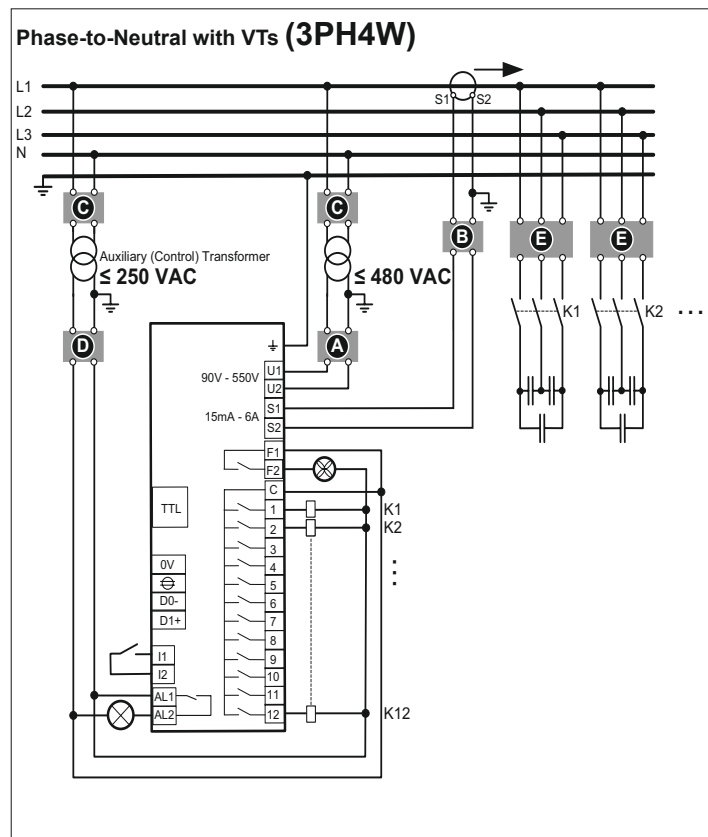 Phase-to-Neutral with VTs (3PH4W)
L1
S1 S2
L2
L3
N
C
C
B
E
E
Auxiliary (Control) Transformer
≤ 250 VAC
≤ 480 VAC
K1
K2
...
D
A
90V - 550V
U1
U2
15mA - 6A
S1
S2
F1
F2
C
TTL
1
K1
2
K2
3
0V
4
5
D0-
6
D1+
7
8
I1
9
I2
10
AL1
11
AL2
12
K12